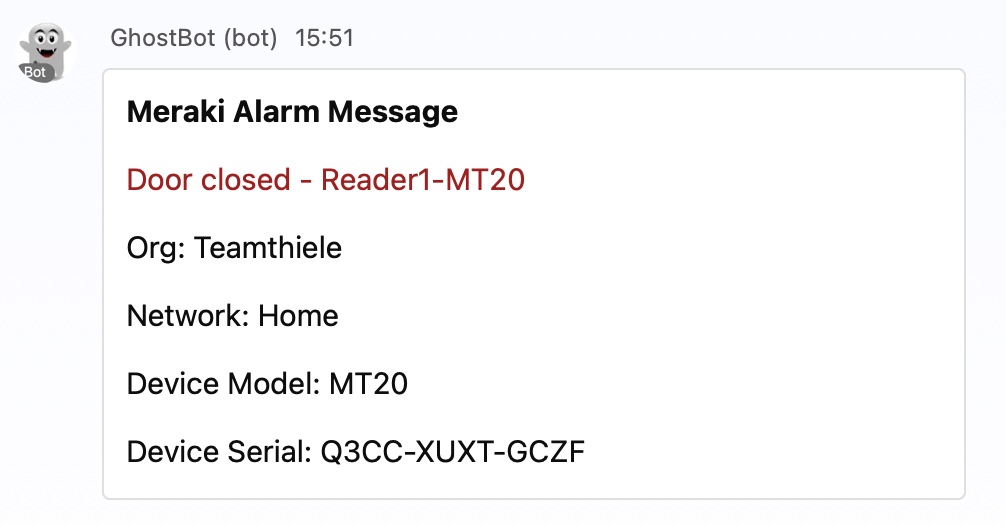 GhostBot (bot) 15:51
Bot
Meraki Alarm Message
Door closed - Reader1-MT20
Org: Teamthiele
Network: Home
Device Model: MT20
Device Serial: Q3CC-XUXT-GCZF